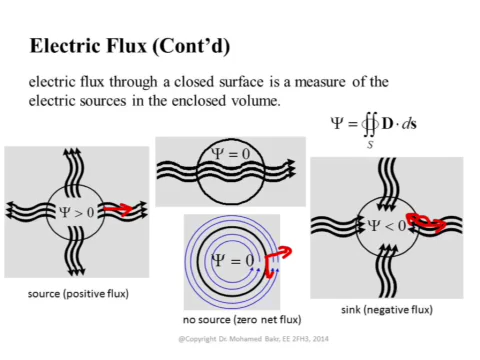 Electric Flux (Cont'd)
electric flux through a closed surface is a measure of the
electric sources in the enclosed volume.
Ψ = ∯ D · ds
S
Ψ > 0
Ψ = 0
Ψ = 0
Ψ < 0
source (positive flux)
no source (zero net flux)
sink (negative flux)
@Copyright Dr. Mohamed Bakr, EE 2FH3, 2014